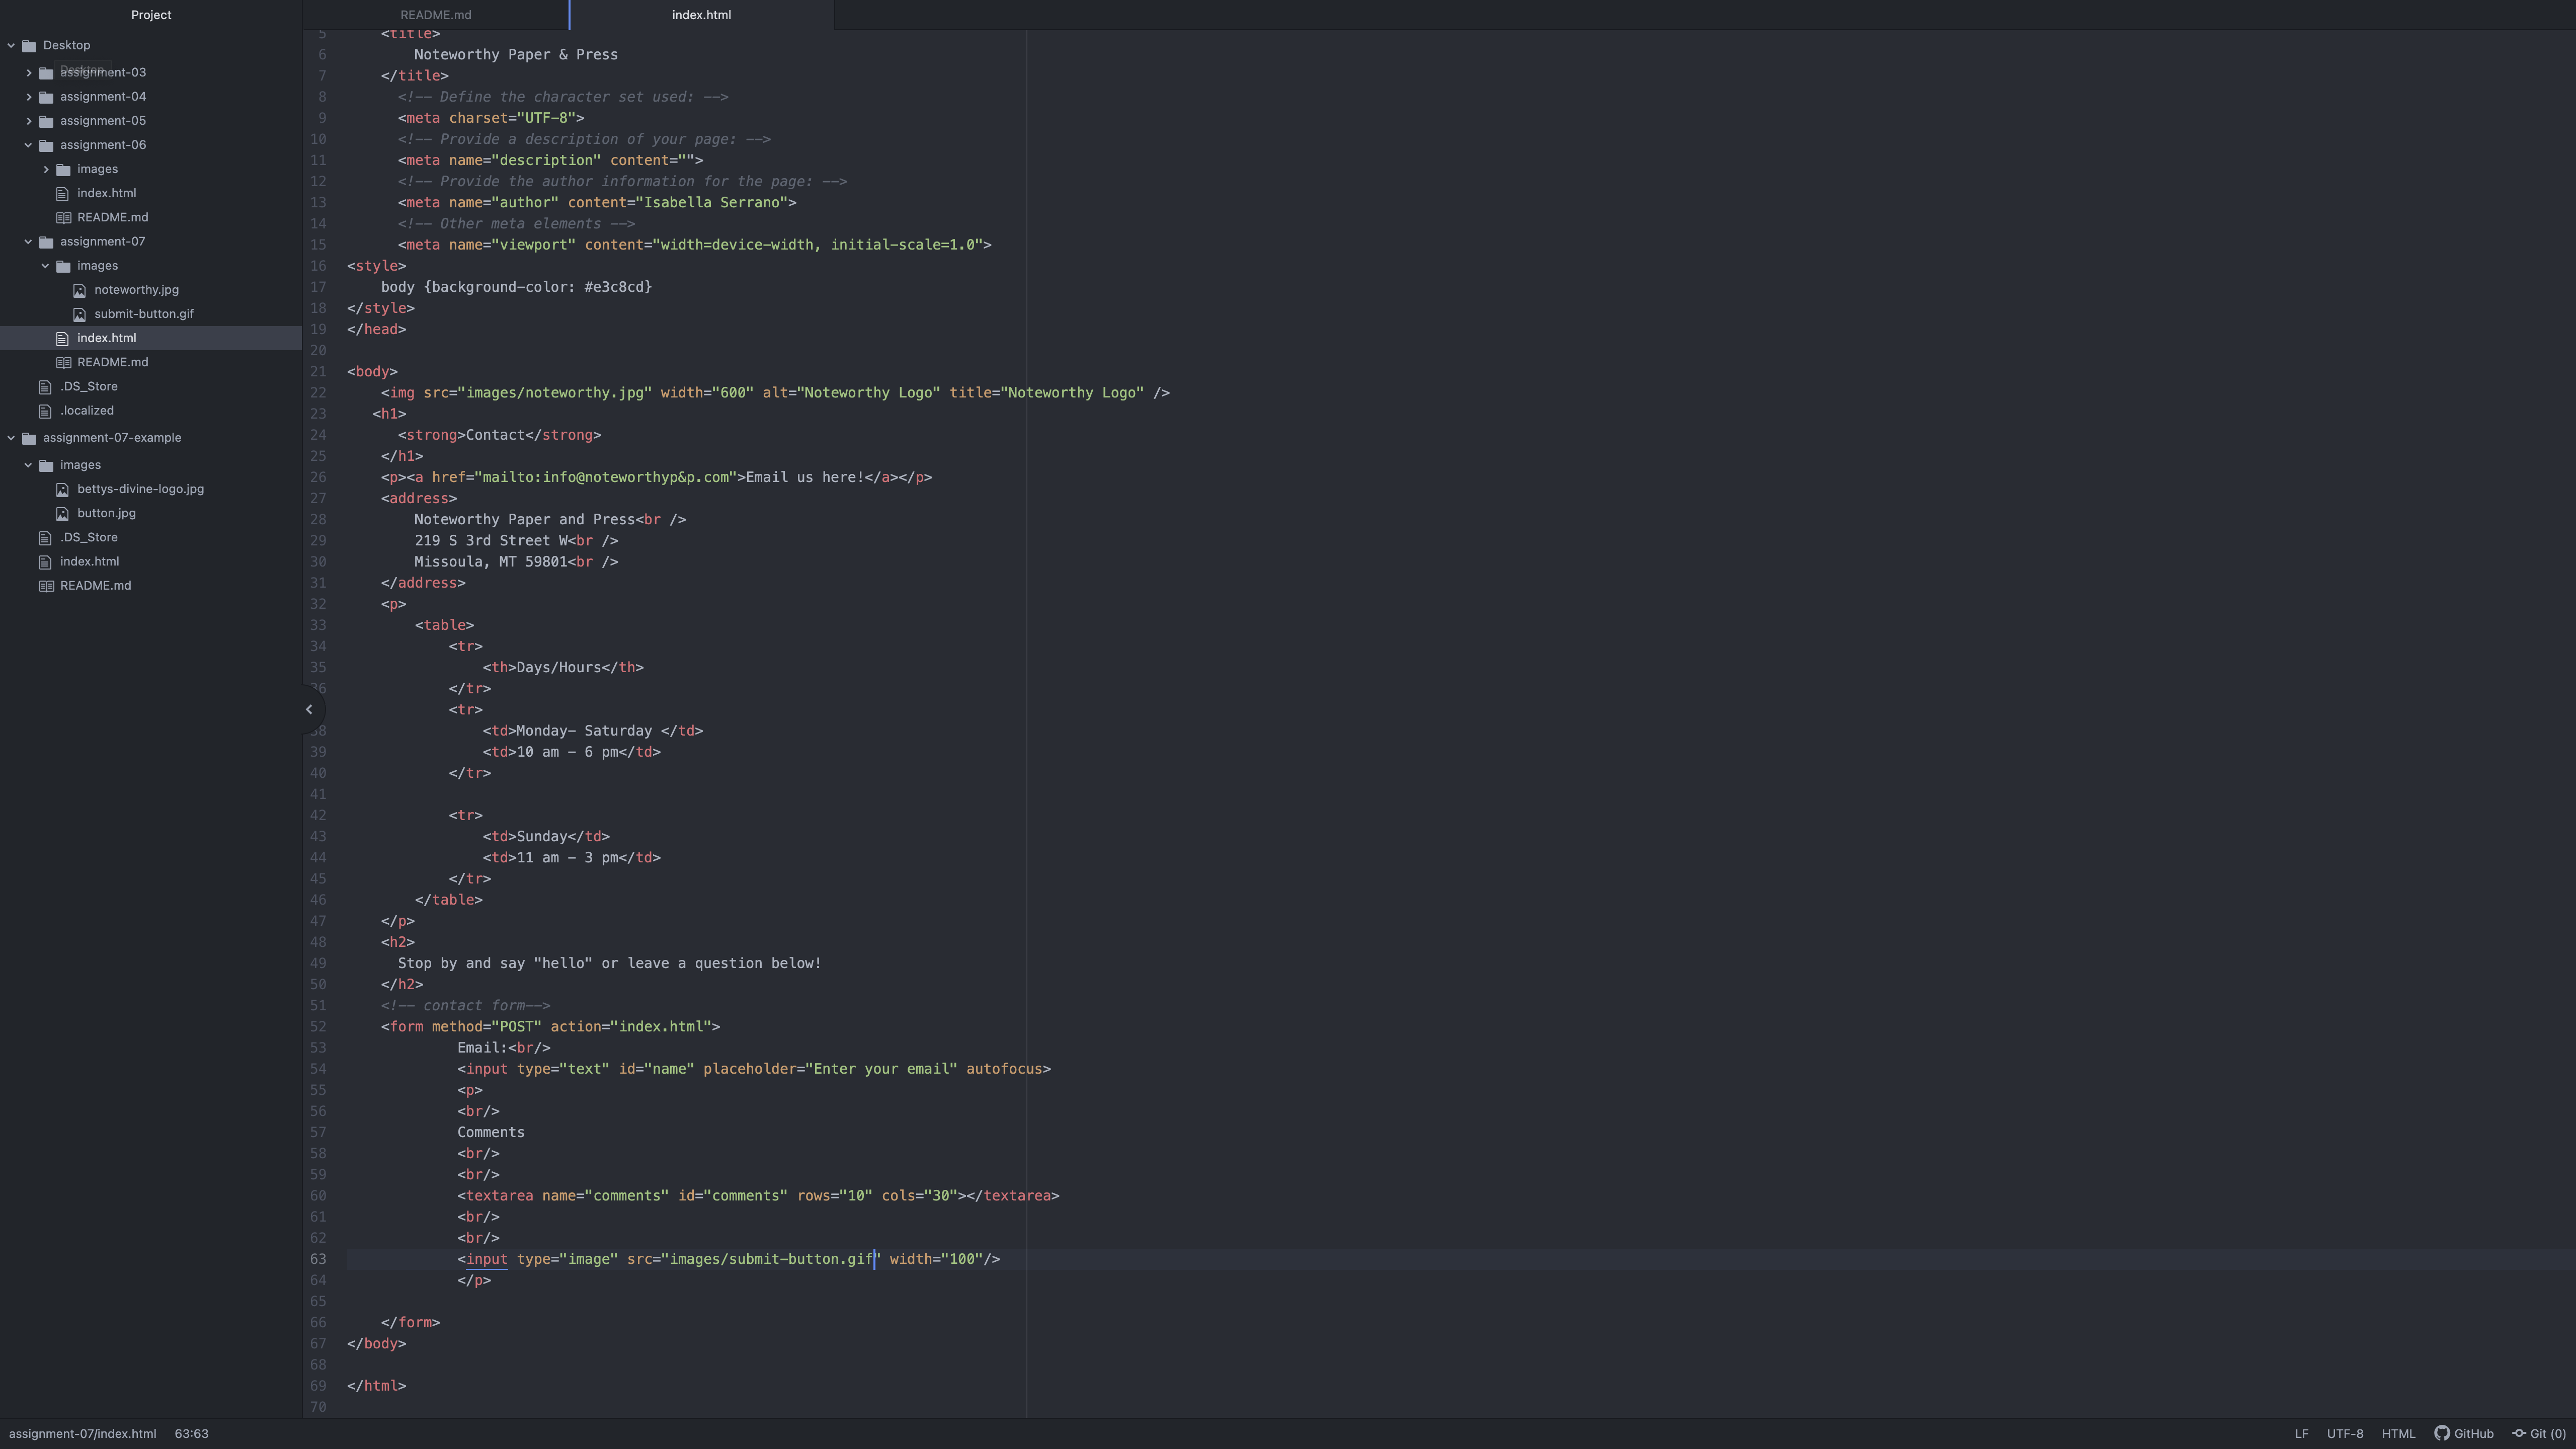 Project
README.md
index.html
Desktop
assignment-03
assignment-04
assignment-05
assignment-06
images
index.html
README.md
assignment-07
images
noteworthy.jpg
submit-button.gif
index.html
README.md
.DS_Store
.localized
assignment-07-example
images
bettys-divine-logo.jpg
button.jpg
.DS_Store
index.html
README.md
5 <title>
6 Noteworthy Paper & Press
7 </title>
8 <!-- Define the character set used: -->
9 <meta charset="UTF-8">
10 <!-- Provide a description of your page: -->
11 <meta name="description" content="">
12 <!-- Provide the author information for the page: -->
13 <meta name="author" content="Isabella Serrano">
14 <!-- Other meta elements -->
15 <meta name="viewport" content="width=device-width, initial-scale=1.0">
16 <style>
17 body {background-color: #e3c8cd}
18 </style>
19 </head>
20
21 <body>
22 <img src="images/noteworthy.jpg" width="600" alt="Noteworthy Logo" title="Noteworthy Logo" />
23 <h1>
24 <strong>Contact</strong>
25 </h1>
26 <p><a href="mailto:info@noteworthyp&p.com">Email us here!</a></p>
27 <address>
28 Noteworthy Paper and Press<br />
29 219 S 3rd Street W<br />
30 Missoula, MT 59801<br />
31 </address>
32 <p>
33 <table>
34 <tr>
35 <th>Days/Hours</th>
36 </tr>
<tr>
38 <td>Monday- Saturday </td>
39 <td>10 am - 6 pm</td>
40 </tr>
41
42 <tr>
43 <td>Sunday</td>
44 <td>11 am - 3 pm</td>
45 </tr>
46 </table>
47 </p>
48 <h2>
49 Stop by and say "hello" or leave a question below!
50 </h2>
51 <!-- contact form-->
52 <form method="POST" action="index.html">
53 Email:<br/>
54 <input type="text" id="name" placeholder="Enter your email" autofocus>
55 <p>
56 <br/>
57 Comments
58 <br/>
59 <br/>
60 <textarea name="comments" id="comments" rows="10" cols="30"></textarea>
61 <br/>
62 <br/>
63 <input type="image" src="images/submit-button.gif" width="100"/>
64 </p>
65
66 </form>
67 </body>
68
69 </html>
70
assignment-07/index.html 63:63 LF UTF-8 HTML GitHub Git (0)